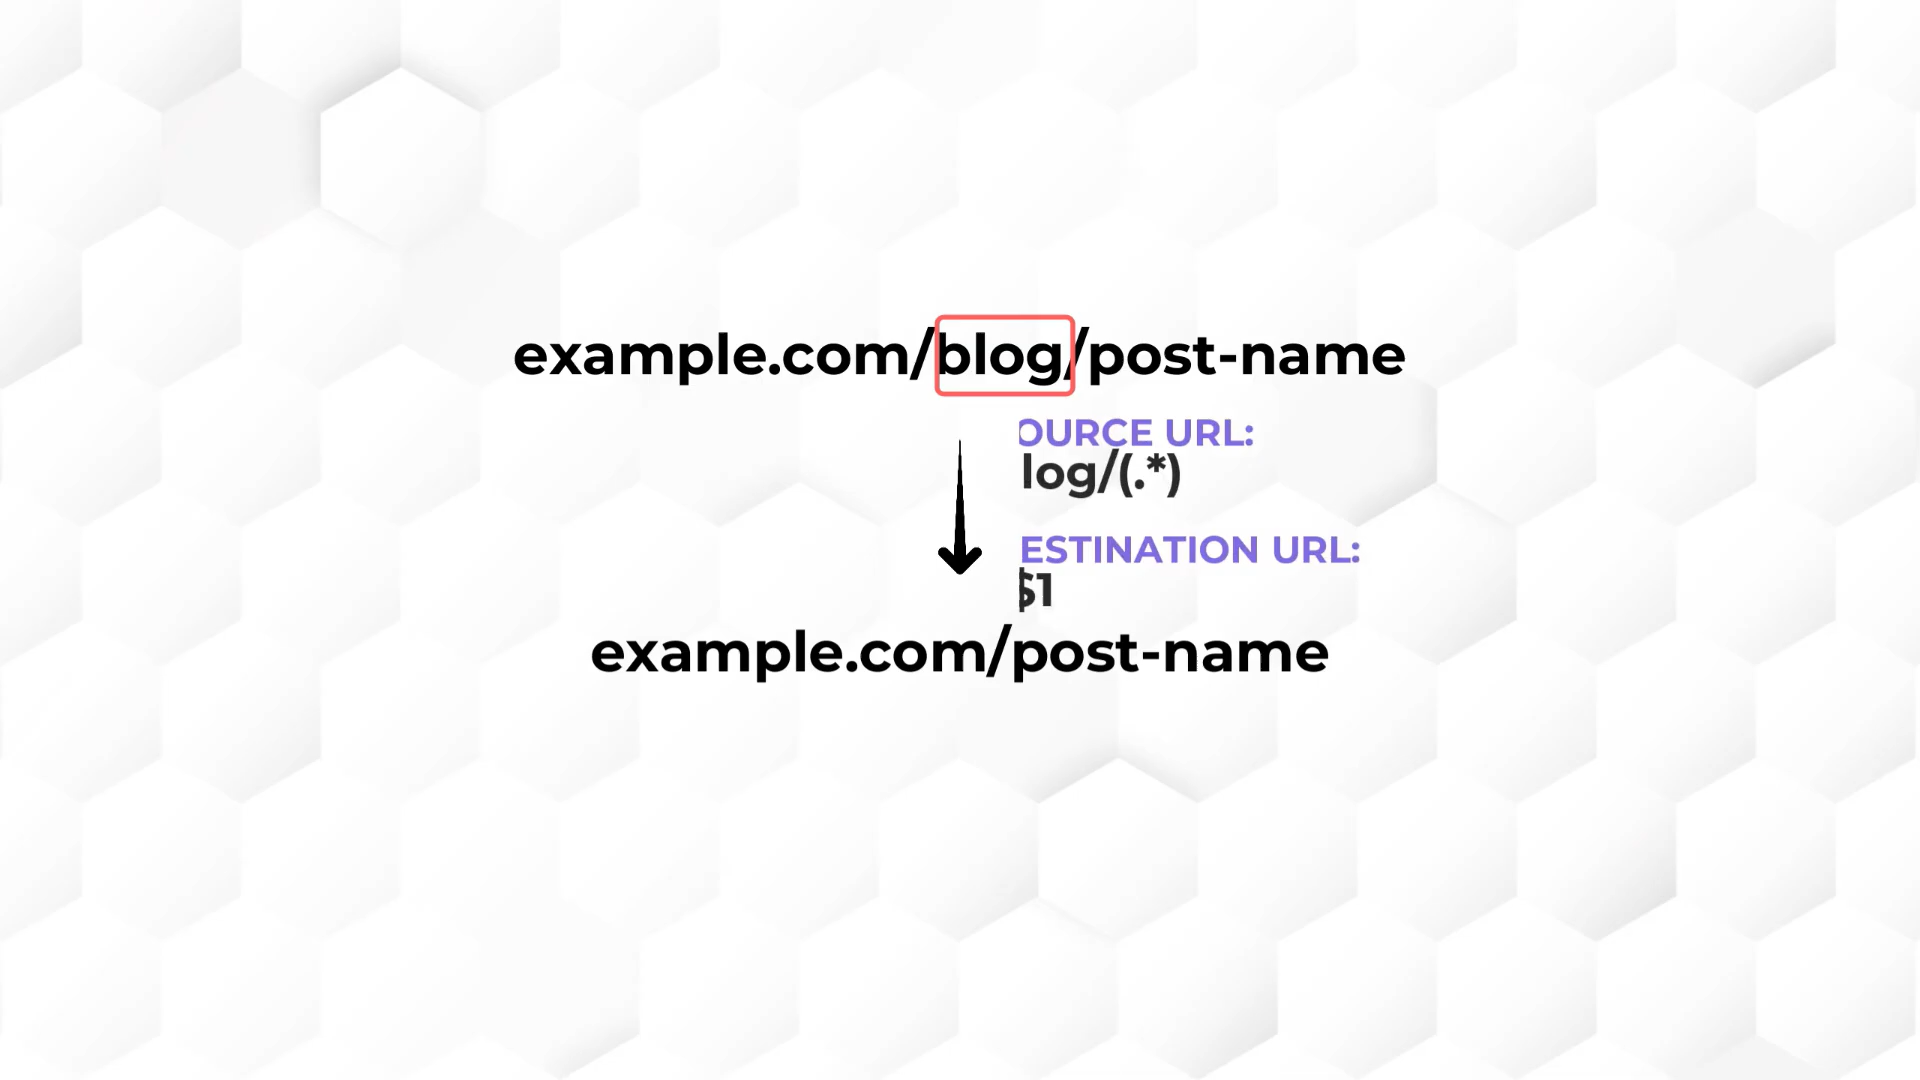 example.com/blog/post-name
OURCE URL:
log/(.*)
ESTINATION URL:
$1
example.com/post-name